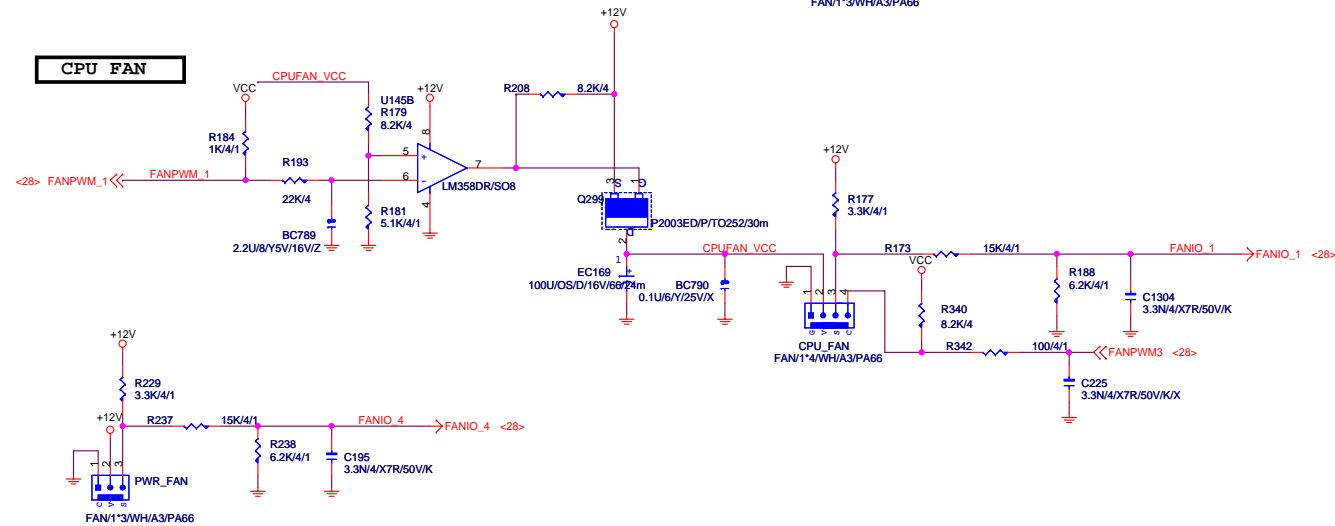 FAN/1*3/WH/A3/PA66
+12V
CPU FAN
CPUFAN_VCC
VCC
+12V
U145B
R179
8.2K/4
R208
8.2K/4
8
R184
1K/4/1
+12V
5
+
7
R193
<28>
FANPWM_1
FANPWM_1
6
-
LM358DR/SO8
3
S
G
1
22K/4
R181
5.1K/4/1
4
Q299
P2003ED/P/TO252/30m
R177
3.3K/4/1
BC789
2.2U/8/Y5V/16V/Z
D
2
CPUFAN_VCC
R173
15K/4/1
FANIO_1
FANIO_1
<28>
VCC
1
+
EC169
100U/OS/D/16V/66/24m
BC790
0.1U/6/Y/25V/X
R188
6.2K/4/1
C1304
3.3N/4/X7R/50V/K
1
2
3
4
R340
8.2K/4
G
V
S
C
CPU_FAN
FAN/1*4/WH/A3/PA66
R342
100/4/1
FANPWM3
<28>
+12V
C225
3.3N/4/X7R/50V/K/X
R229
3.3K/4/1
+12V
R237
15K/4/1
FANIO_4
FANIO_4
<28>
R238
6.2K/4/1
C195
3.3N/4/X7R/50V/K
1
2
3
PWR_FAN
C
V
S
FAN/1*3/WH/A3/PA66